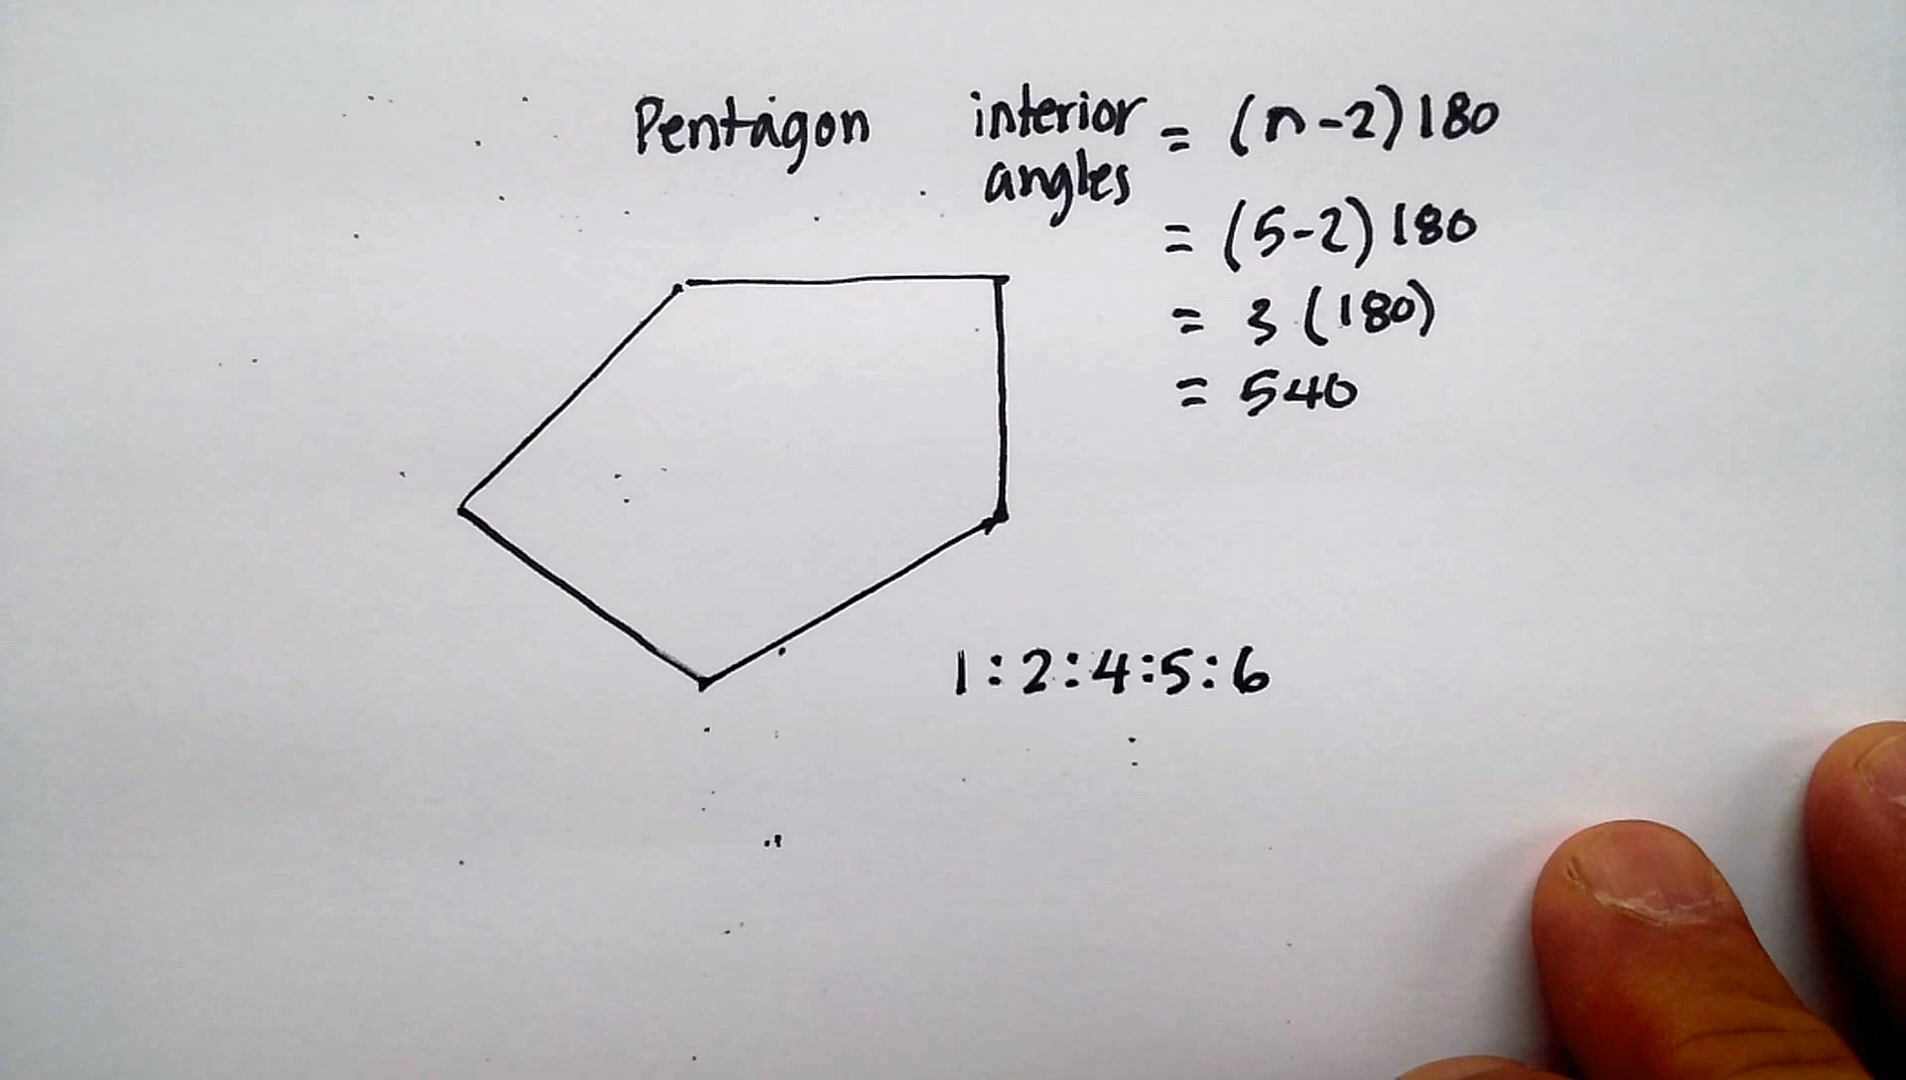 Pentagon
interior angles = (n-2)180
= (5-2)180
= 3(180)
= 540
1:2:4:5:6